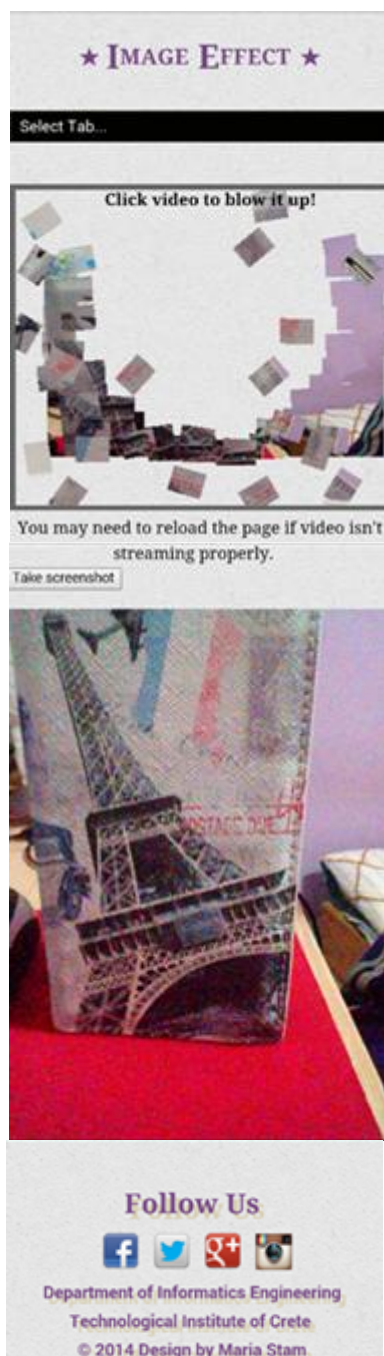 ★ IMAGE EFFECT ★
Select Tab...
Click video to blow it up!
You may need to reload the page if video isn't
streaming properly.
Take screenshot
POSTAGE DUE
Follow Us
Department of Informatics Engineering
Technological Institute of Crete
© 2014 Design by Maria Stam